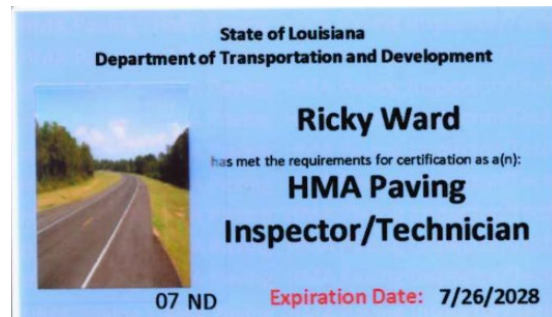 State of Louisiana
Department of Transportation and Development
Ricky Ward
has met the requirements for certification as a(n):
HMA Paving
Inspector/Technician
07 ND
Expiration Date: 7/26/2028